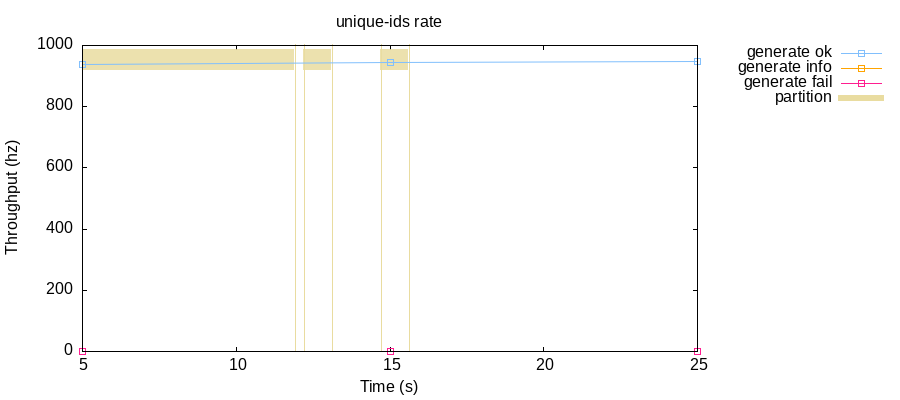 unique-ids rate
1000
800
600
400
200
0
5
10
15
20
25
Throughput (hz)
Time (s)
generate ok
generate info
generate fail
partition